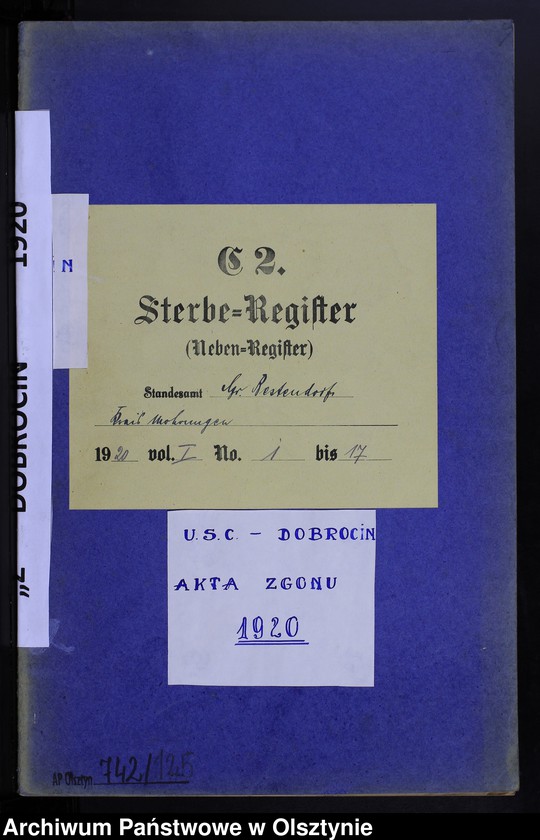 "Z" DOBROCIN 1920
N
C 2.
Sterbe=Register
(Neben=Register)
Standesamt Gr. Bestendorf
Kreis Mohrungen
1920 vol. I No. 1 bis 17
U.S.C. – DOBROCIN
AKTA ZGONU
1920
AP Olsztyn 742/125
Archiwum Państwowe w Olsztynie